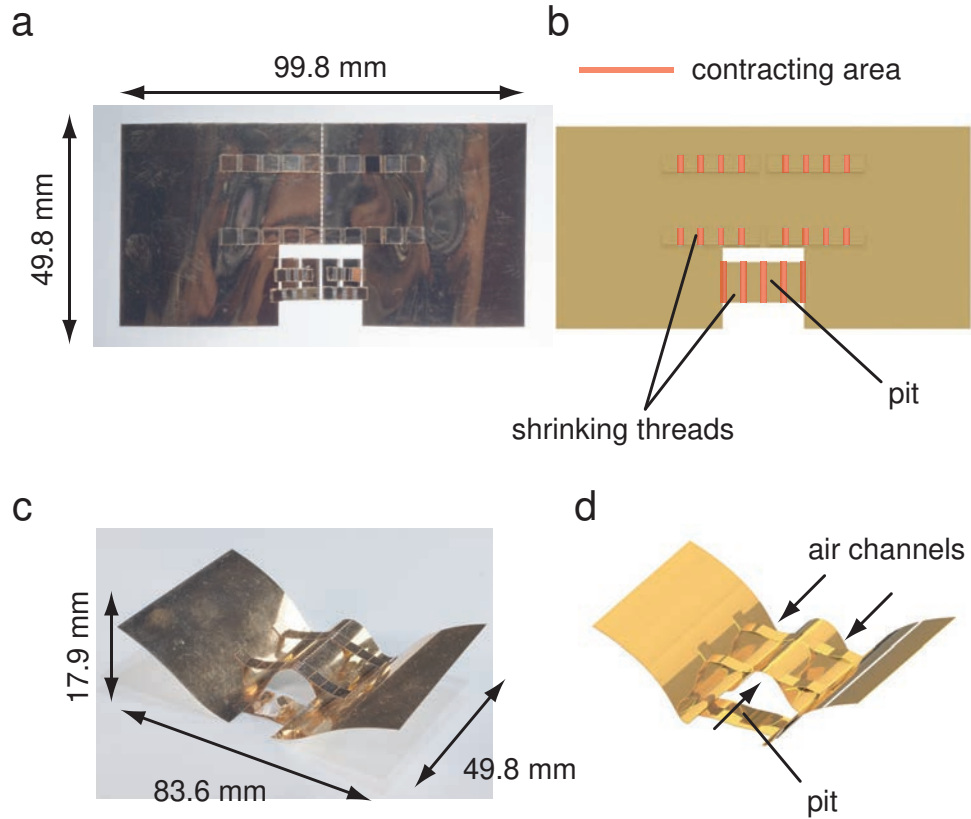 a
99.8 mm
49.8 mm
b
contracting area
shrinking threads
pit
c
17.9 mm
83.6 mm
49.8 mm
d
air channels
pit